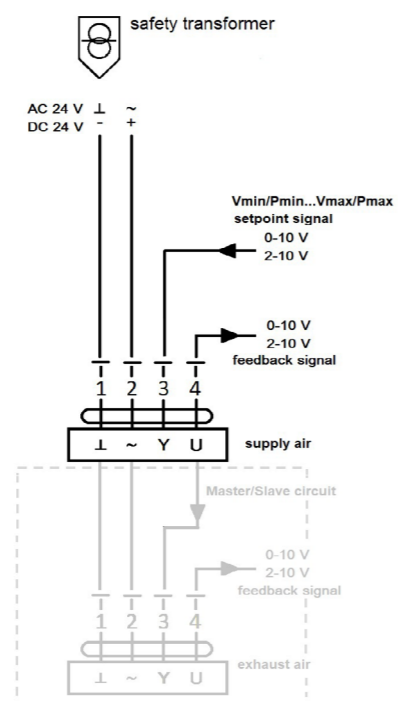 safety transformer
AC 24 V ⊥ ~
DC 24 V - +
Vmin/Pmin...Vmax/Pmax
setpoint signal
0-10 V
2-10 V
0-10 V
2-10 V
feedback signal
1 2 3 4
⊥ ~ Y U
supply air
Master/Slave circuit
0-10 V
2-10 V
feedback signal
1 2 3 4
⊥ ~ Y U
exhaust air